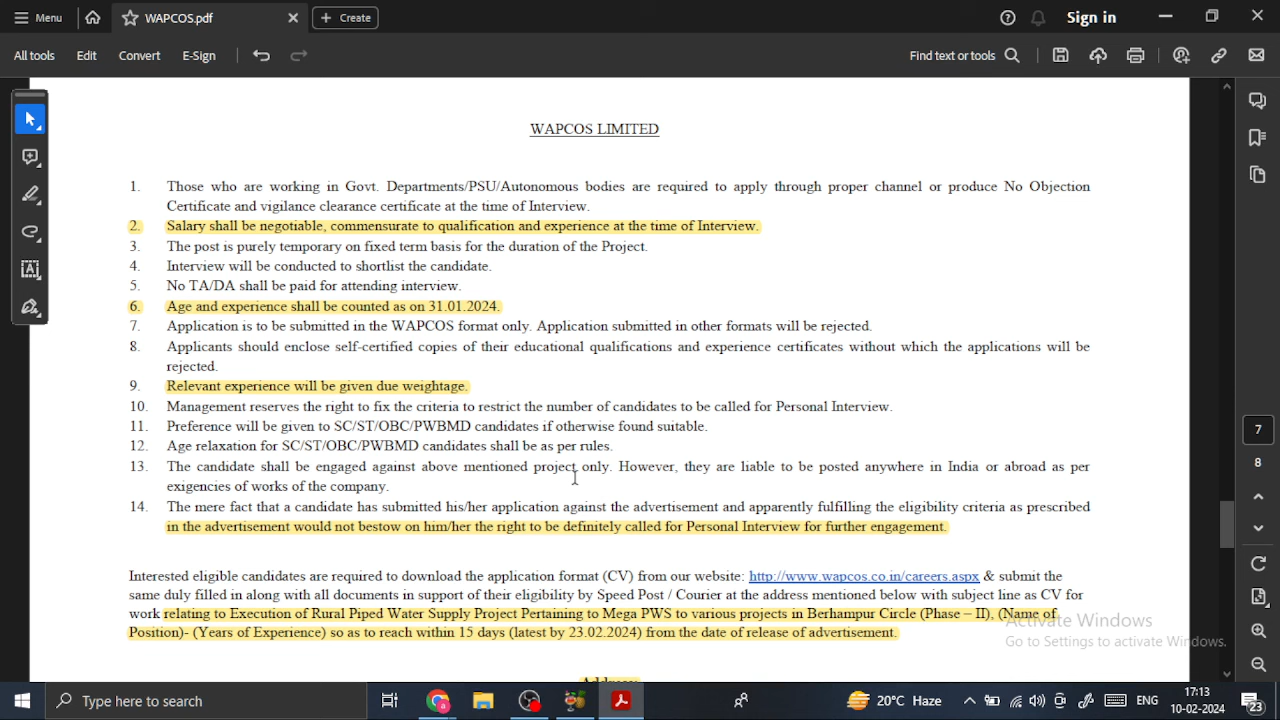 Menu
WAPCOS.pdf
Create
Sign in
All tools
Edit
Convert
E-Sign
Find text or tools
WAPCOS LIMITED
1. Those who are working in Govt. Departments/PSU/Autonomous bodies are required to apply through proper channel or produce No Objection
Certificate and vigilance clearance certificate at the time of Interview.
2. Salary shall be negotiable, commensurate to qualification and experience at the time of Interview.
3. The post is purely temporary on fixed term basis for the duration of the Project.
4. Interview will be conducted to shortlist the candidate.
5. No TA/DA shall be paid for attending interview.
6. Age and experience shall be counted as on 31.01.2024.
7. Application is to be submitted in the WAPCOS format only. Application submitted in other formats will be rejected.
8. Applicants should enclose self-certified copies of their educational qualifications and experience certificates without which the applications will be
rejected.
9. Relevant experience will be given due weightage.
10. Management reserves the right to fix the criteria to restrict the number of candidates to be called for Personal Interview.
11. Preference will be given to SC/ST/OBC/PWBMD candidates if otherwise found suitable.
12. Age relaxation for SC/ST/OBC/PWBMD candidates shall be as per rules.
13. The candidate shall be engaged against above mentioned project only. However, they are liable to be posted anywhere in India or abroad as per
exigencies of works of the company.
14. The mere fact that a candidate has submitted his/her application against the advertisement and apparently fulfilling the eligibility criteria as prescribed
in the advertisement would not bestow on him/her the right to be definitely called for Personal Interview for further engagement.
Interested eligible candidates are required to download the application format (CV) from our website: http://www.wapcos.co.in/careers.aspx & submit the
same duly filled in along with all documents in support of their eligibility by Speed Post / Courier at the address mentioned below with subject line as CV for
work relating to Execution of Rural Piped Water Supply Project Pertaining to Mega PWS to various projects in Berhampur Circle (Phase – II), (Name of
Position)- (Years of Experience) so as to reach within 15 days (latest by 23.02.2024) from the date of release of advertisement.
7
8
Activate Windows
Go to Settings to activate Windows.
Type here to search
20°C Haze
ENG
17:13
10-02-2024
23